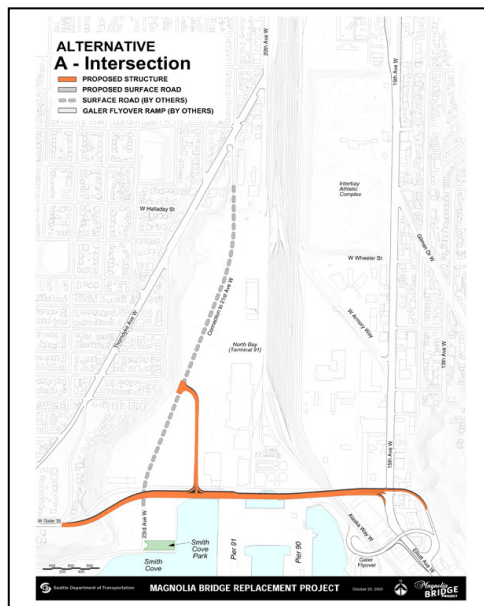 ALTERNATIVE
A - Intersection
PROPOSED STRUCTURE
PROPOSED SURFACE ROAD
SURFACE ROAD (BY OTHERS)
GALER FLYOVER RAMP (BY OTHERS)
20th Ave W
15th Ave W
Interbay
Athletic
Complex
W Halladay St
Gilman Dr W
W Wheeler St
Connection to 21st Ave W
Thorndyke Ave W
W Armory Way
North Bay
(Terminal 91)
13th Ave W
15th Ave W
W Galer St
23rd Ave W
Smith
Cove
Park
Pier 91
Pier 90
Alaska Way W
Elliott Ave W
Galer
Flyover
Smith
Cove
Seattle Department of Transportation
MAGNOLIA BRIDGE REPLACEMENT PROJECT
Magnolia
BRIDGE
PROJECT